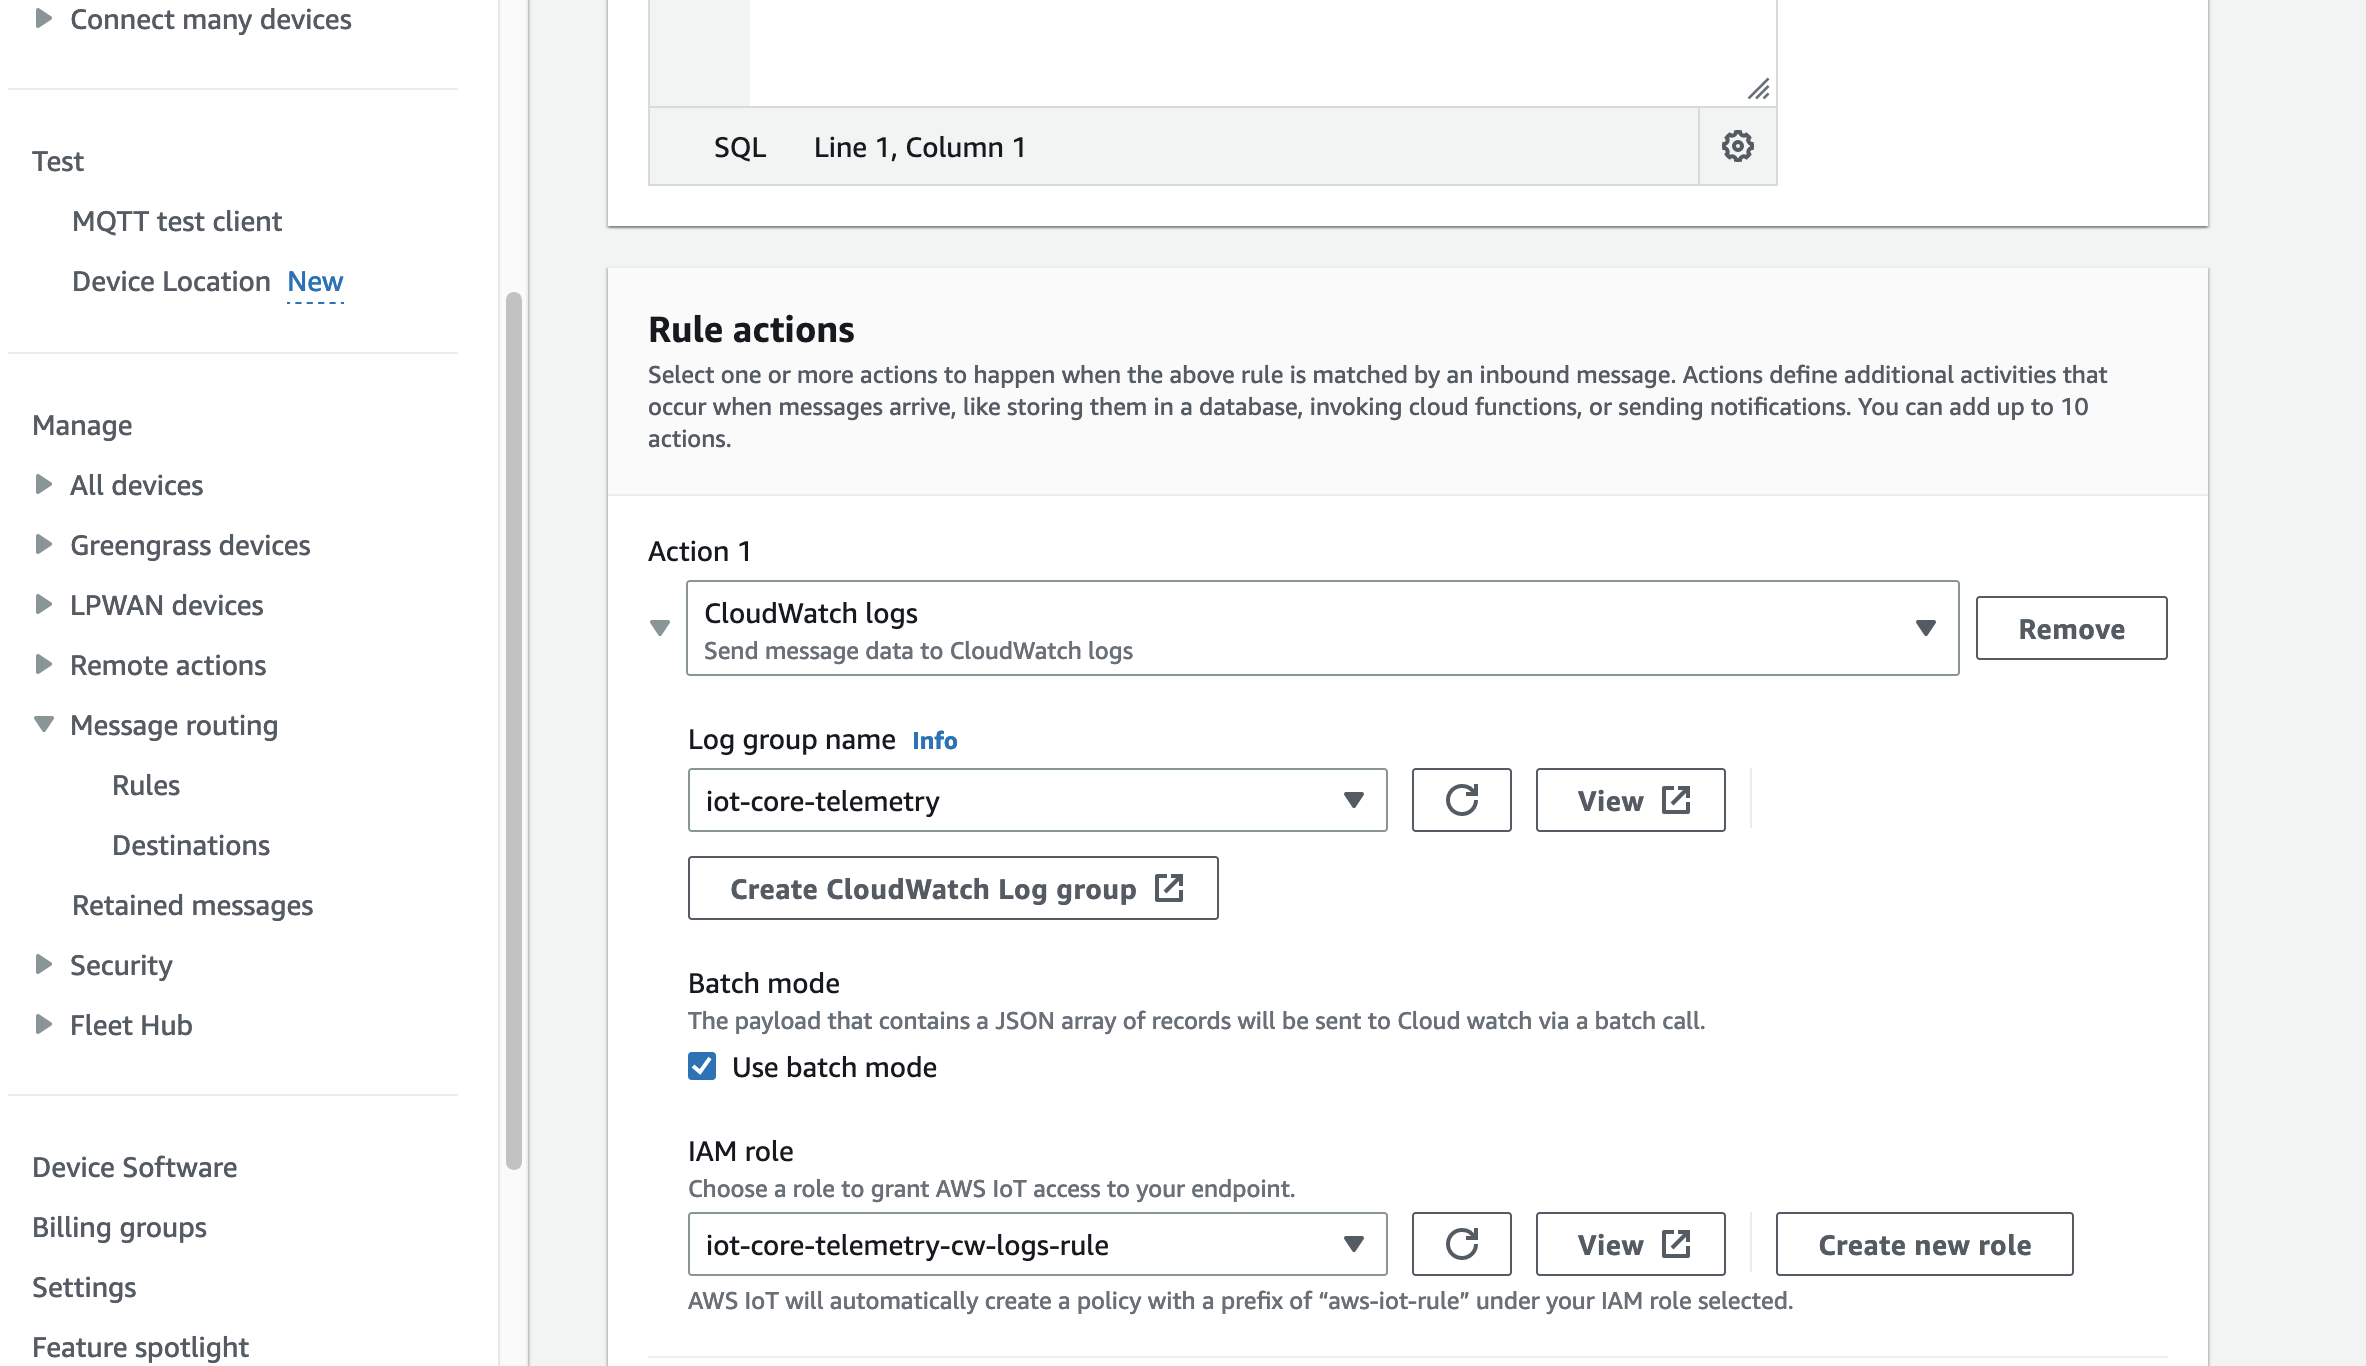 Connect many devices
Test
MQTT test client
Device Location New
Manage
All devices
Greengrass devices
LPWAN devices
Remote actions
Message routing
Rules
Destinations
Retained messages
Security
Fleet Hub
Device Software
Billing groups
Settings
Feature spotlight
SQL Line 1, Column 1
Rule actions
Select one or more actions to happen when the above rule is matched by an inbound message. Actions define additional activities that
occur when messages arrive, like storing them in a database, invoking cloud functions, or sending notifications. You can add up to 10
actions.
Action 1
CloudWatch logs
Send message data to CloudWatch logs
Remove
Log group name Info
iot-core-telemetry
View
Create CloudWatch Log group
Batch mode
The payload that contains a JSON array of records will be sent to Cloud watch via a batch call.
Use batch mode
IAM role
Choose a role to grant AWS IoT access to your endpoint.
iot-core-telemetry-cw-logs-rule
View
Create new role
AWS IoT will automatically create a policy with a prefix of “aws-iot-rule” under your IAM role selected.